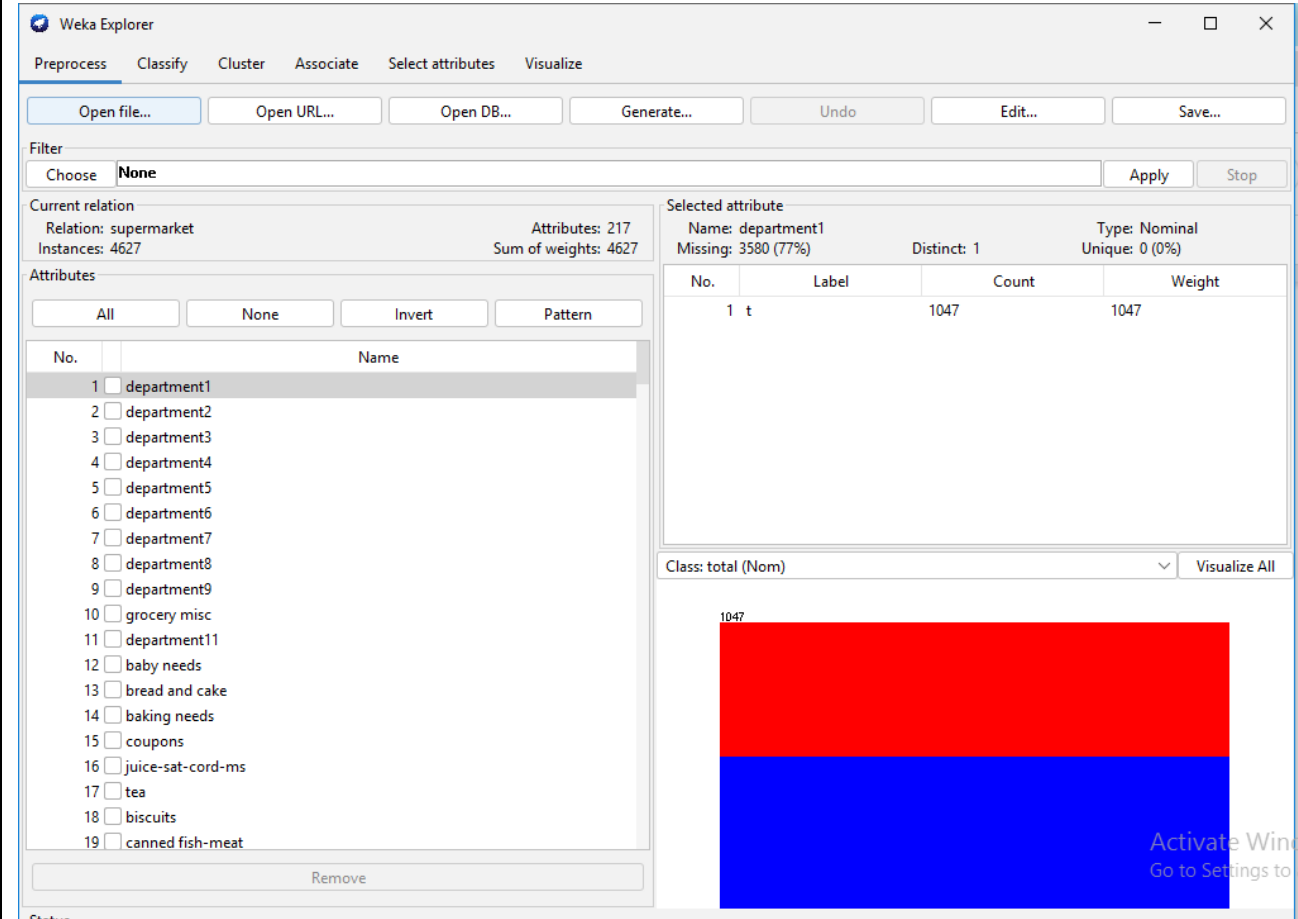 Weka Explorer
Preprocess Classify Cluster Associate Select attributes Visualize
Open file... Open URL... Open DB... Generate... Undo Edit... Save...
Filter
Choose None Apply Stop
Current relation
Relation: supermarket Attributes: 217
Instances: 4627 Sum of weights: 4627
Attributes
All None Invert Pattern
No. Name
1 department1
2 department2
3 department3
4 department4
5 department5
6 department6
7 department7
8 department8
9 department9
10 grocery misc
11 department11
12 baby needs
13 bread and cake
14 baking needs
15 coupons
16 juice-sat-cord-ms
17 tea
18 biscuits
19 canned fish-meat
Remove
Selected attribute
Name: department1 Type: Nominal
Missing: 3580 (77%) Distinct: 1 Unique: 0 (0%)
No. Label Count Weight
1 t 1047 1047
Class: total (Nom) Visualize All
1047
Activate Wind
Go to Settings to
Status